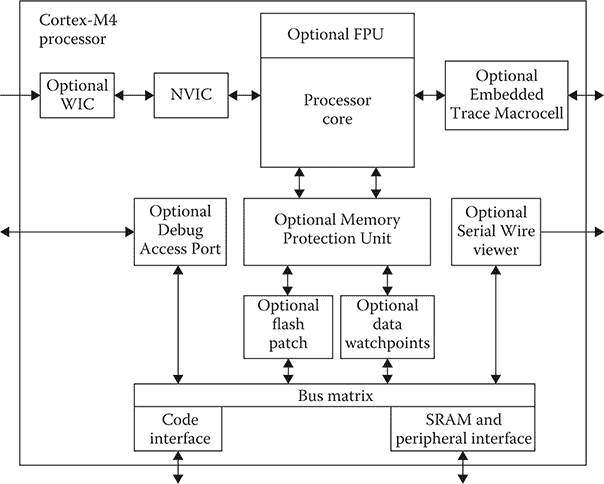 Cortex-M4
processor
Optional FPU
Optional
WIC
NVIC
Processor
core
Optional
Embedded
Trace Macrocell
Optional
Debug
Access Port
Optional Memory
Protection Unit
Optional
Serial Wire
viewer
Optional
flash
patch
Optional
data
watchpoints
Bus matrix
Code
interface
SRAM and
peripheral interface